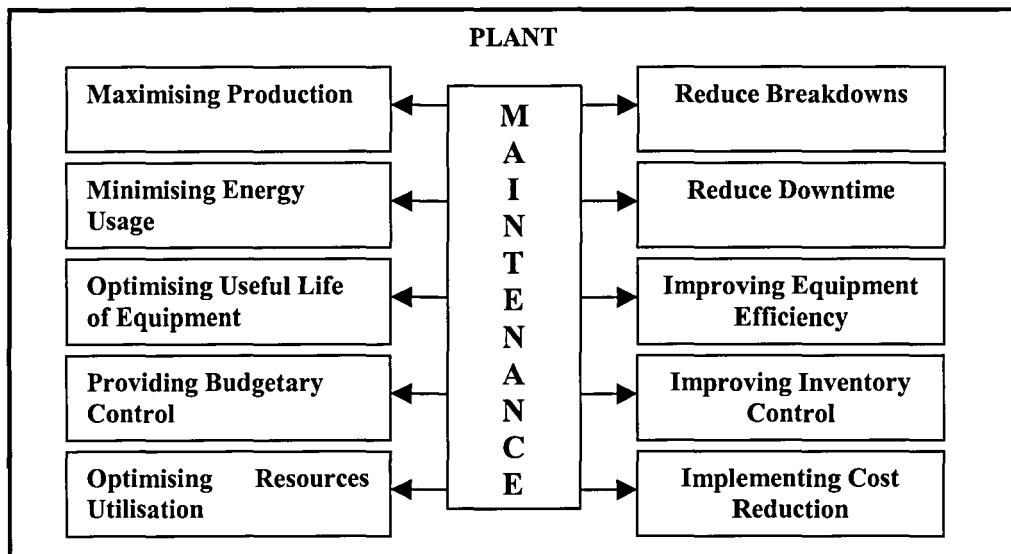 PLANT
Maximising Production
Minimising Energy
Usage
Optimising Useful Life
of Equipment
Providing Budgetary
Control
Optimising Resources
Utilisation
MAINTENANCE
Reduce Breakdowns
Reduce Downtime
Improving Equipment
Efficiency
Improving Inventory
Control
Implementing Cost
Reduction